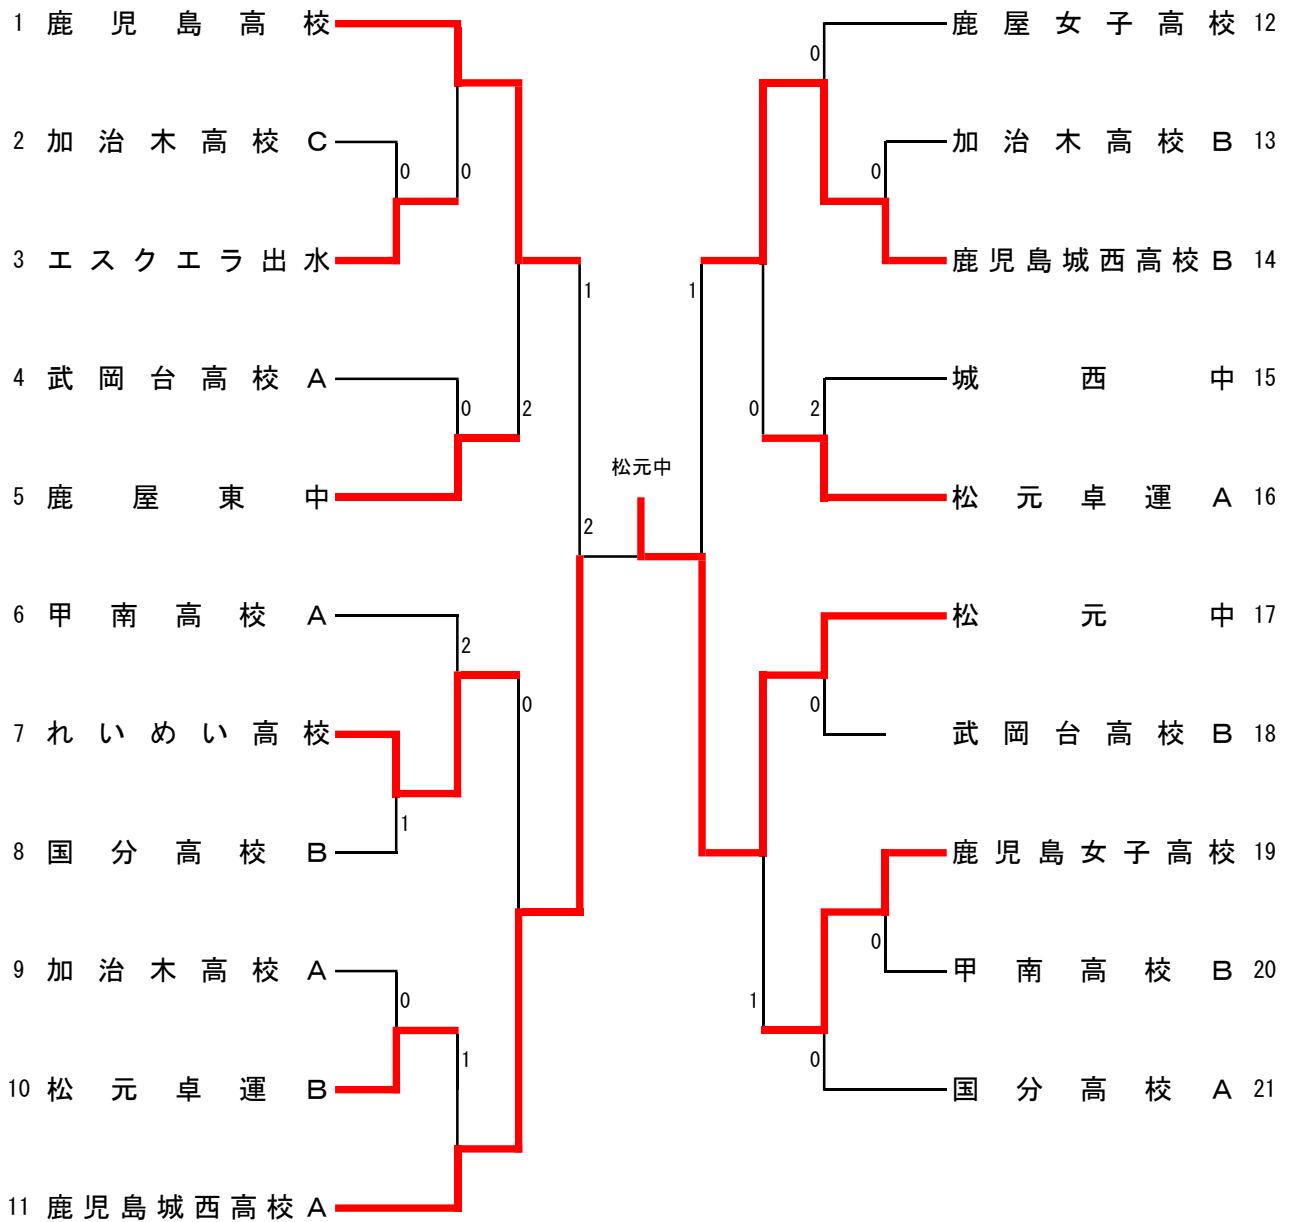 1 鹿児島高校
2 加治木高校C
3 エスクエラ出水
4 武岡台高校A
5 鹿屋東中
6 甲南高校A
7 れいめい高校
8 国分高校B
9 加治木高校A
10 松元卓運B
11 鹿児島城西高校A
0
0
0
2
2
1
0
1
0
1
2
松元中
1
0
0
2
0
0
1
0
0
鹿屋女子高校 12
加治木高校B 13
鹿児島城西高校B 14
城西中 15
松元卓運A 16
松元中 17
武岡台高校B 18
鹿児島女子高校 19
甲南高校B 20
国分高校A 21